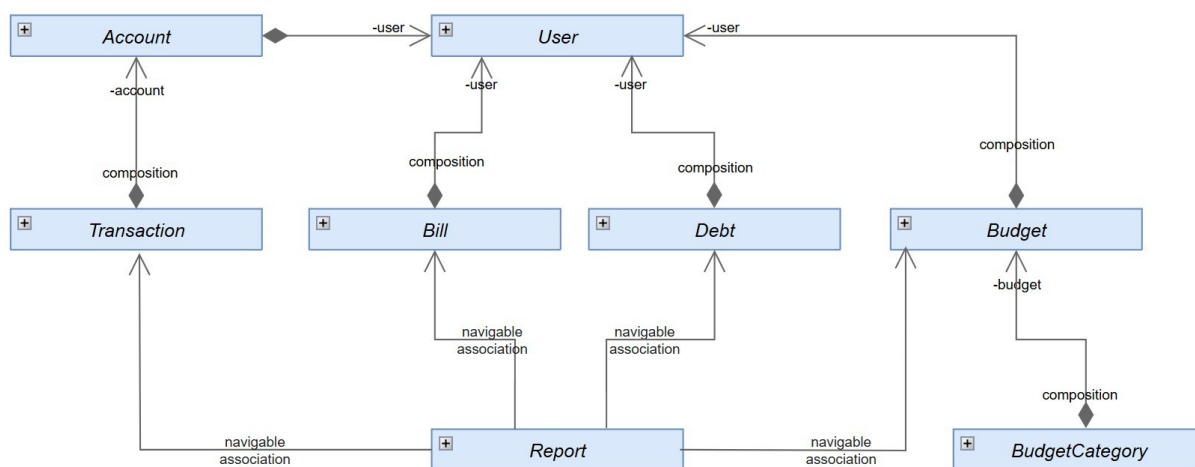 Account
-user
User
-user
-account
-user
-user
composition
composition
composition
composition
Transaction
Bill
Debt
Budget
-budget
navigable
association
navigable
association
composition
navigable
association
Report
navigable
association
BudgetCategory